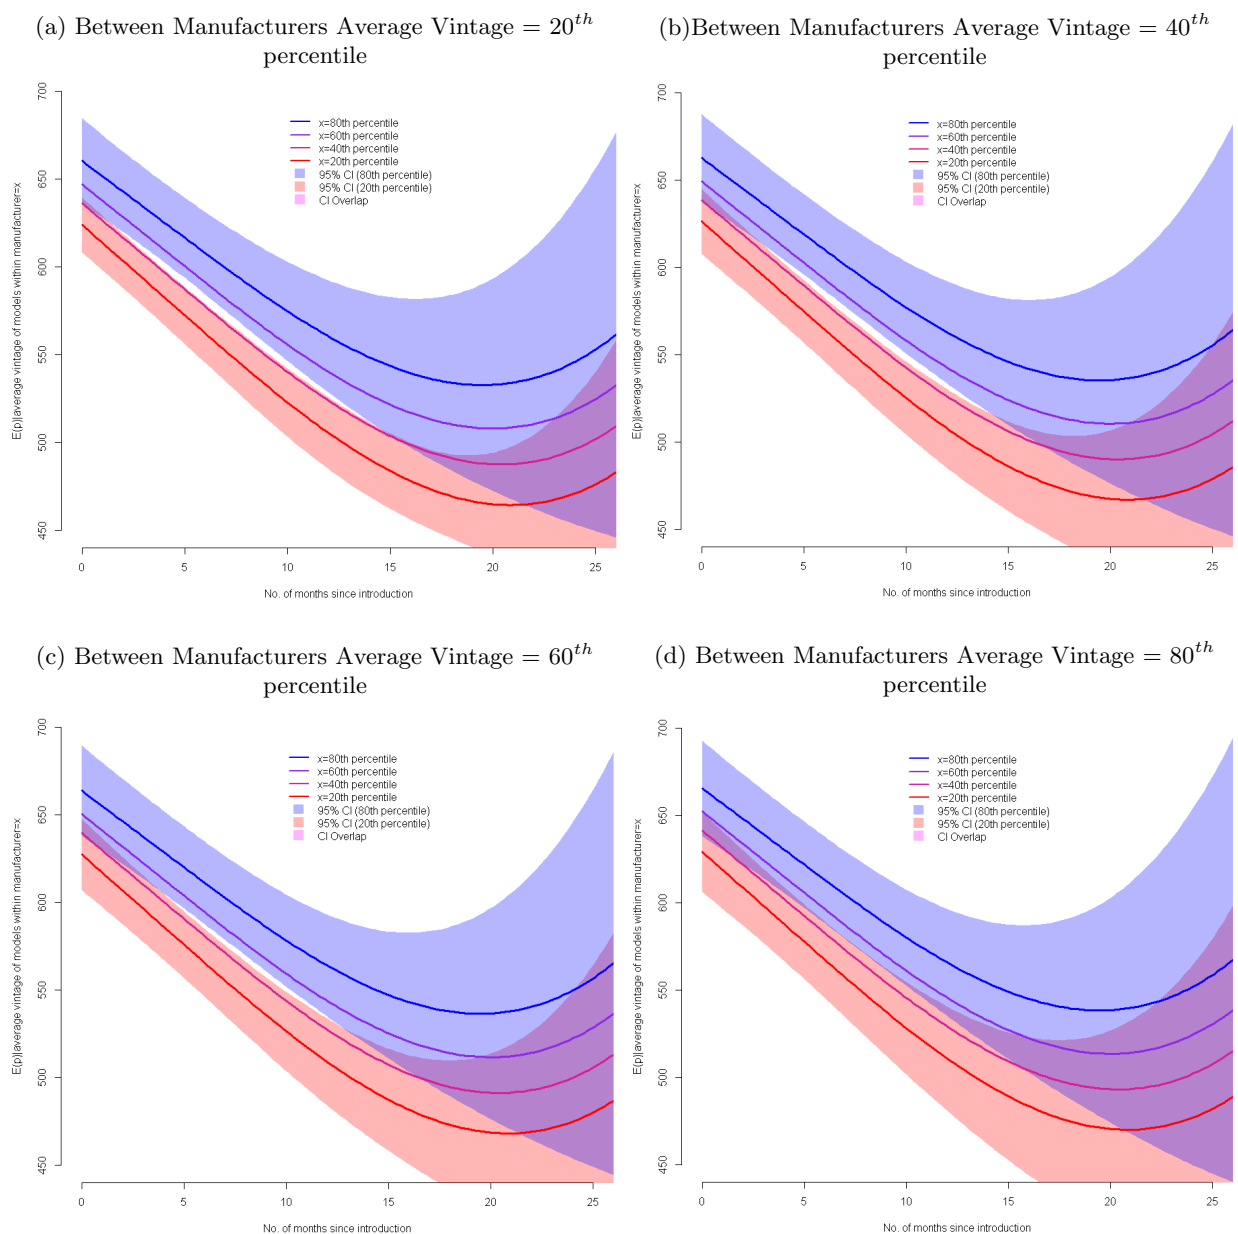 (a) Between Manufacturers Average Vintage = 20th
percentile
700
650
600
550
500
450
E(p)|average vintage of models within manufacturer=x
x=80th percentile
x=60th percentile
x=40th percentile
x=20th percentile
95% CI (80th percentile)
95% CI (20th percentile)
CI Overlap
0 5 10 15 20 25
No. of months since introduction
(b)Between Manufacturers Average Vintage = 40th
percentile
700
650
600
550
500
450
E(p)|average vintage of models within manufacturer=x
x=80th percentile
x=60th percentile
x=40th percentile
x=20th percentile
95% CI (80th percentile)
95% CI (20th percentile)
CI Overlap
0 5 10 15 20 25
No. of months since introduction
(c) Between Manufacturers Average Vintage = 60th
percentile
700
650
600
550
500
450
E(p)|average vintage of models within manufacturer=x
x=80th percentile
x=60th percentile
x=40th percentile
x=20th percentile
95% CI (80th percentile)
95% CI (20th percentile)
CI Overlap
0 5 10 15 20 25
No. of months since introduction
(d) Between Manufacturers Average Vintage = 80th
percentile
700
650
600
550
500
450
E(p)|average vintage of models within manufacturer=x
x=80th percentile
x=60th percentile
x=40th percentile
x=20th percentile
95% CI (80th percentile)
95% CI (20th percentile)
CI Overlap
0 5 10 15 20 25
No. of months since introduction